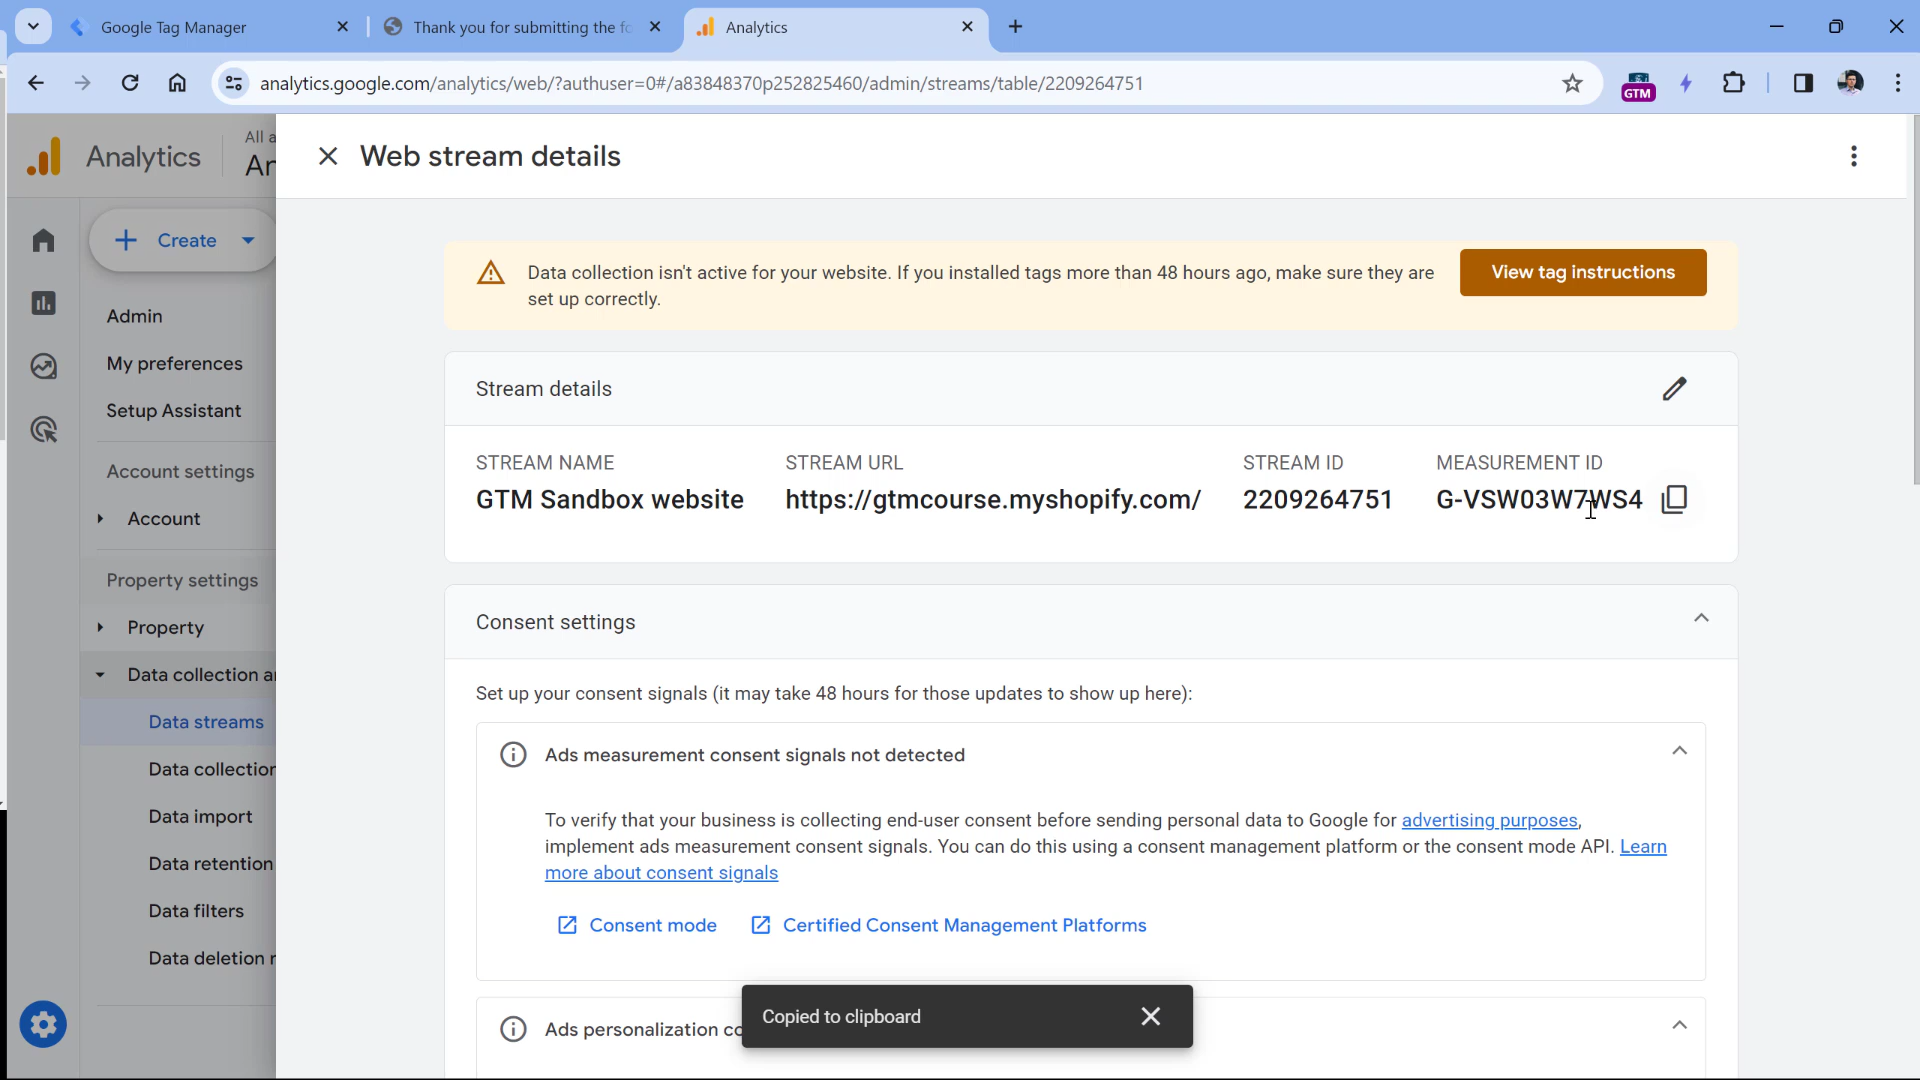 Google Tag Manager
Thank you for submitting the fo
Analytics
analytics.google.com/analytics/web/?authuser=0#/a83848370p252825460/admin/streams/table/2209264751
GTM
Analytics
All a
An
Web stream details
Create
Data collection isn't active for your website. If you installed tags more than 48 hours ago, make sure they are
set up correctly.
View tag instructions
Admin
My preferences
Setup Assistant
Account settings
Account
Property settings
Property
Data collection an
Data streams
Data collection
Data import
Data retention
Data filters
Data deletion r
Stream details
STREAM NAME STREAM URL STREAM ID MEASUREMENT ID
GTM Sandbox website https://gtmcourse.myshopify.com/ 2209264751 G-VSW03W7WS4
Consent settings
Set up your consent signals (it may take 48 hours for those updates to show up here):
Ads measurement consent signals not detected
To verify that your business is collecting end-user consent before sending personal data to Google for advertising purposes,
implement ads measurement consent signals. You can do this using a consent management platform or the consent mode API. Learn
more about consent signals
Consent mode Certified Consent Management Platforms
Ads personalization co
Copied to clipboard